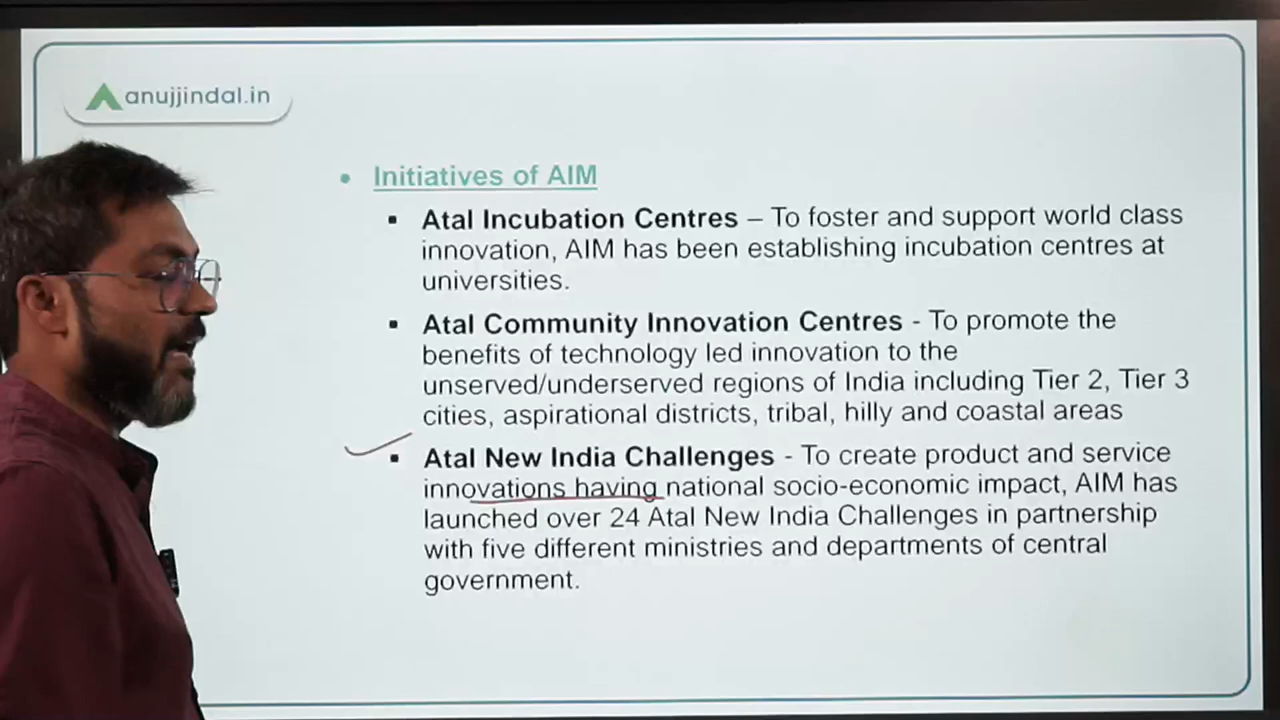 anujjindal.in
• Initiatives of AIM
▪ Atal Incubation Centres – To foster and support world class
innovation, AIM has been establishing incubation centres at
universities.
▪ Atal Community Innovation Centres - To promote the
benefits of technology led innovation to the
unserved/underserved regions of India including Tier 2, Tier 3
cities, aspirational districts, tribal, hilly and coastal areas
▪ Atal New India Challenges - To create product and service
innovations having national socio-economic impact, AIM has
launched over 24 Atal New India Challenges in partnership
with five different ministries and departments of central
government.